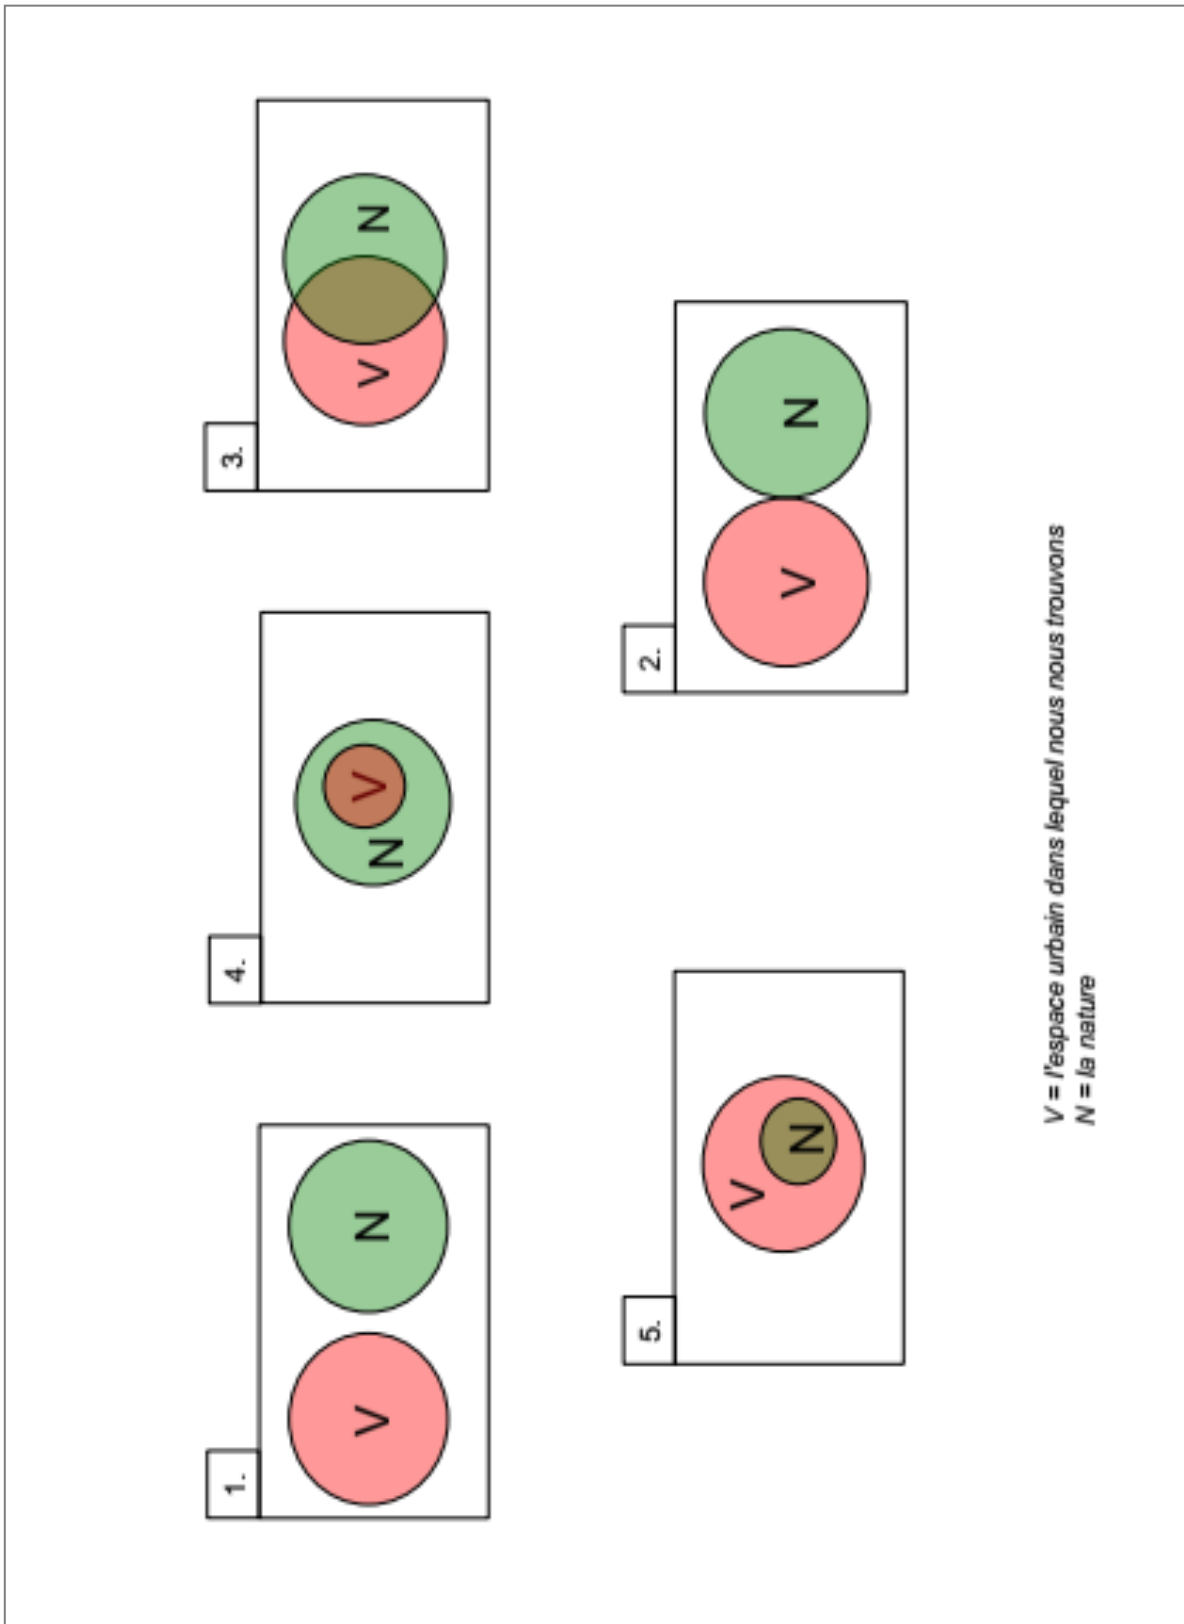 1.
V
N
4.
N
V
3.
V
N
5.
V
N
2.
V
N
V = l'espace urbain dans lequel nous nous trouvons
N = la nature